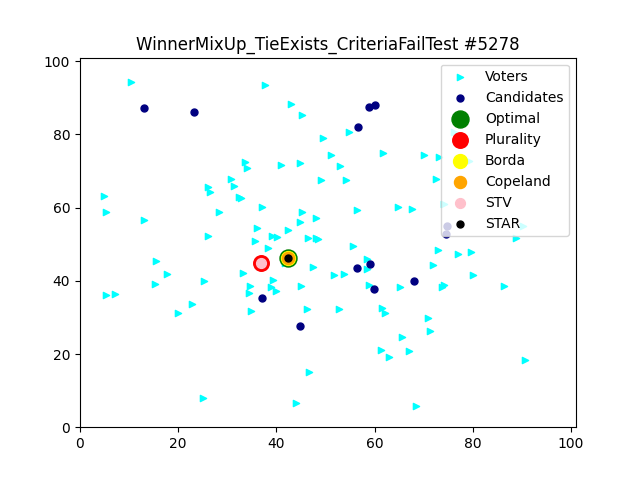 WinnerMixUp_TieExists_CriteriaFailTest #5278
100
80
60
40
20
0
0
20
40
60
80
100
Voters
Candidates
Optimal
Plurality
Borda
Copeland
STV
STAR